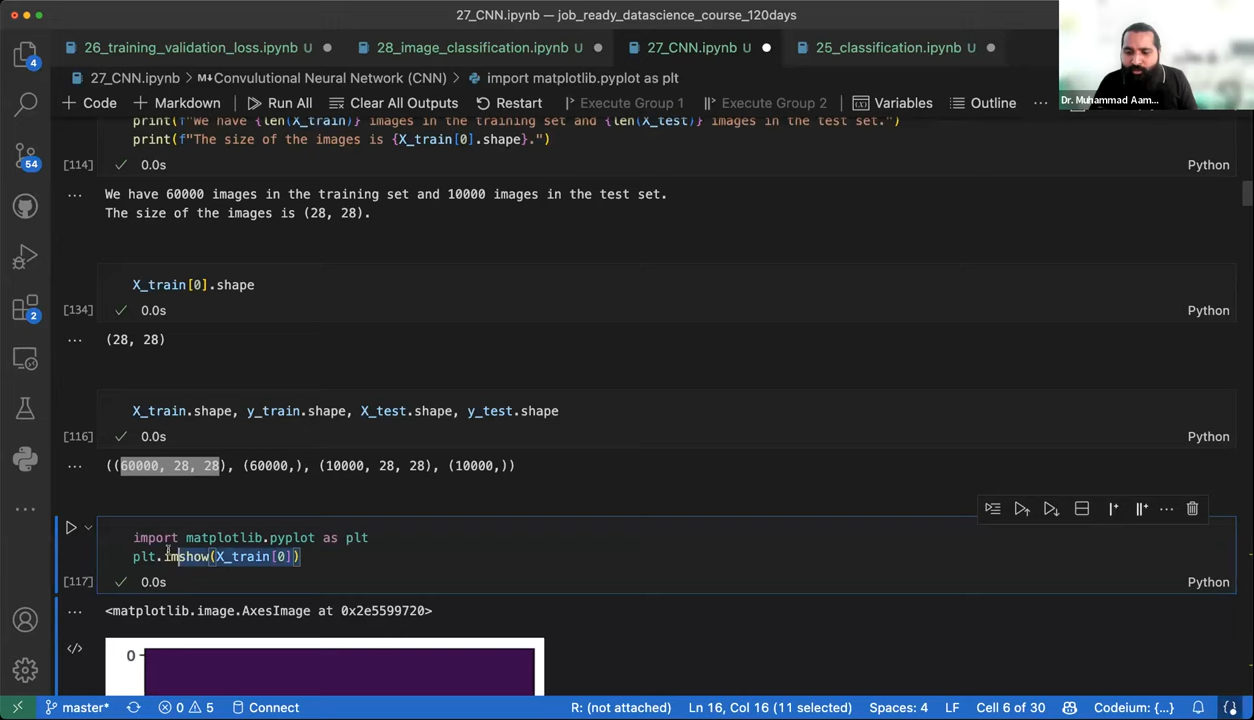 27_CNN.ipynb — job_ready_datascience_course_120days
26_training_validation_loss.ipynb U
28_image_classification.ipynb U
27_CNN.ipynb U
25_classification.ipynb U
27_CNN.ipynb > M↓Convulutional Neural Network (CNN) > import matplotlib.pyplot as plt
+ Code + Markdown Run All Clear All Outputs Restart Execute Group 1 Execute Group 2 Variables Outline ...
Dr. Muhammad Aam...
print(f"We have {len(X_train)} images in the training set and {len(X_test)} images in the test set.")
print(f"The size of the images is {X_train[0].shape}.")
[114] ✓ 0.0s Python
... We have 60000 images in the training set and 10000 images in the test set.
The size of the images is (28, 28).
X_train[0].shape
[134] ✓ 0.0s Python
... (28, 28)
X_train.shape, y_train.shape, X_test.shape, y_test.shape
[116] ✓ 0.0s Python
... ((60000, 28, 28), (60000,), (10000, 28, 28), (10000,))
import matplotlib.pyplot as plt
plt.imshow(X_train[0])
[117] ✓ 0.0s Python
... <matplotlib.image.AxesImage at 0x2e5599720>
0
4
54
2
master* 0 5 Connect R: (not attached) Ln 16, Col 16 (11 selected) Spaces: 4 LF Cell 6 of 30 Codeium: {...}